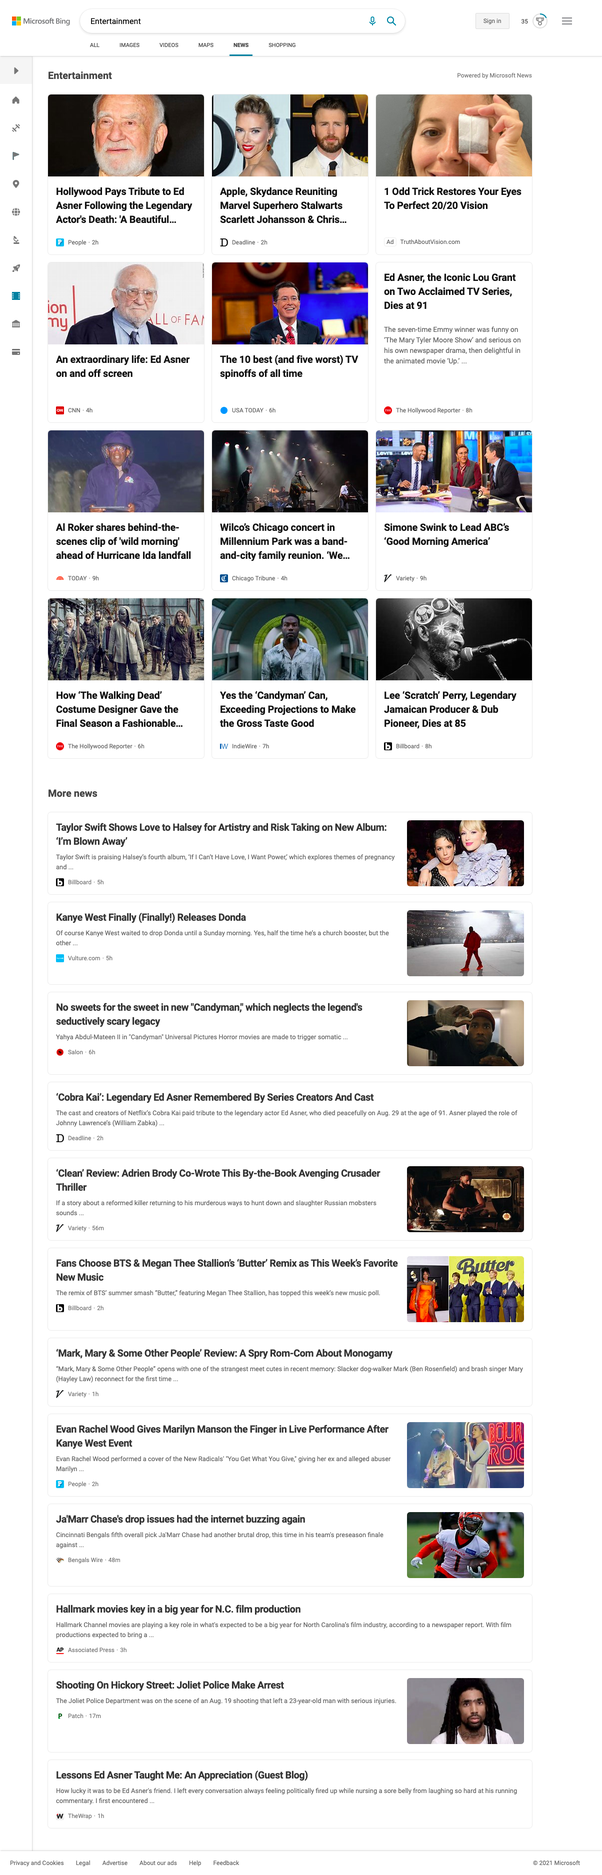 Microsoft Bing
Entertainment
Sign in
35
ALL
IMAGES
VIDEOS
MAPS
NEWS
SHOPPING
Entertainment
Powered by Microsoft News
Hollywood Pays Tribute to Ed
Asner Following the Legendary
Actor's Death: 'A Beautiful...
People · 2h
Apple, Skydance Reuniting
Marvel Superhero Stalwarts
Scarlett Johansson & Chris...
Deadline · 2h
1 Odd Trick Restores Your Eyes
To Perfect 20/20 Vision
Ad TruthAboutVision.com
ion
my
ALL OF FAM
An extraordinary life: Ed Asner
on and off screen
CNN · 4h
The 10 best (and five worst) TV
spinoffs of all time
USA TODAY · 6h
Ed Asner, the Iconic Lou Grant
on Two Acclaimed TV Series,
Dies at 91
The seven-time Emmy winner was funny on
'The Mary Tyler Moore Show' and serious on
his own newspaper drama, then delightful in
the animated movie 'Up.' ...
The Hollywood Reporter · 8h
Al Roker shares behind-the-
scenes clip of 'wild morning'
ahead of Hurricane Ida landfall
TODAY · 9h
Wilco's Chicago concert in
Millennium Park was a band-
and-city family reunion. 'We...
Chicago Tribune · 4h
Simone Swink to Lead ABC's
'Good Morning America'
Variety · 9h
How 'The Walking Dead'
Costume Designer Gave the
Final Season a Fashionable...
The Hollywood Reporter · 6h
Yes the 'Candyman' Can,
Exceeding Projections to Make
the Gross Taste Good
IndieWire · 7h
Lee 'Scratch' Perry, Legendary
Jamaican Producer & Dub
Pioneer, Dies at 85
Billboard · 8h
More news
Taylor Swift Shows Love to Halsey for Artistry and Risk Taking on New Album:
'I'm Blown Away'
Taylor Swift is praising Halsey's fourth album, 'If I Can't Have Love, I Want Power,' which explores themes of pregnancy
and ...
Billboard · 5h
Kanye West Finally (Finally!) Releases Donda
Of course Kanye West waited to drop Donda until a Sunday morning. Yes, half the time he's a church booster, but the
other ...
Vulture.com · 5h
No sweets for the sweet in new "Candyman," which neglects the legend's
seductively scary legacy
Yahya Abdul-Mateen II in "Candyman" Universal Pictures Horror movies are made to trigger somatic ...
Salon · 6h
'Cobra Kai': Legendary Ed Asner Remembered By Series Creators And Cast
The cast and creators of Netflix's Cobra Kai paid tribute to the legendary actor Ed Asner, who died peacefully on Aug. 29 at the age of 91. Asner played the role of
Johnny Lawrence's (William Zabka) ...
Deadline · 2h
'Clean' Review: Adrien Brody Co-Wrote This By-the-Book Avenging Crusader
Thriller
If a story about a reformed killer returning to his murderous ways to hunt down and slaughter Russian mobsters
sounds ...
Variety · 56m
Fans Choose BTS & Megan Thee Stallion's 'Butter' Remix as This Week's Favorite
New Music
The remix of BTS' summer smash "Butter," featuring Megan Thee Stallion, has topped this week's new music poll.
Billboard · 2h
Butter
'Mark, Mary & Some Other People' Review: A Spry Rom-Com About Monogamy
"Mark, Mary & Some Other People" opens with one of the strangest meet cutes in recent memory: Slacker dog-walker Mark (Ben Rosenfield) and brash singer Mary
(Hayley Law) reconnect for the first time ...
Variety · 1h
Evan Rachel Wood Gives Marilyn Manson the Finger in Live Performance After
Kanye West Event
Evan Rachel Wood performed a cover of the New Radicals' "You Get What You Give," giving her ex and alleged abuser
Marilyn ...
People · 2h
Ja'Marr Chase's drop issues had the internet buzzing again
Cincinnati Bengals fifth overall pick Ja'Marr Chase had another brutal drop, this time in his team's preseason finale
against ...
Bengals Wire · 48m
Hallmark movies key in a big year for N.C. film production
Hallmark Channel movies are playing a key role in what's expected to be a big year for North Carolina's film industry, according to a newspaper report. With film
productions expected to bring a ...
AP Associated Press · 3h
Shooting On Hickory Street: Joliet Police Make Arrest
The Joliet Police Department was on the scene of an Aug. 19 shooting that left a 23-year-old man with serious injuries.
Patch · 17m
Lessons Ed Asner Taught Me: An Appreciation (Guest Blog)
How lucky it was to be Ed Asner's friend. I left every conversation always feeling politically fired up while nursing a sore belly from laughing so hard at his running
commentary. I first encountered ...
TheWrap · 1h
Privacy and Cookies
Legal
Advertise
About our ads
Help
Feedback
© 2021 Microsoft